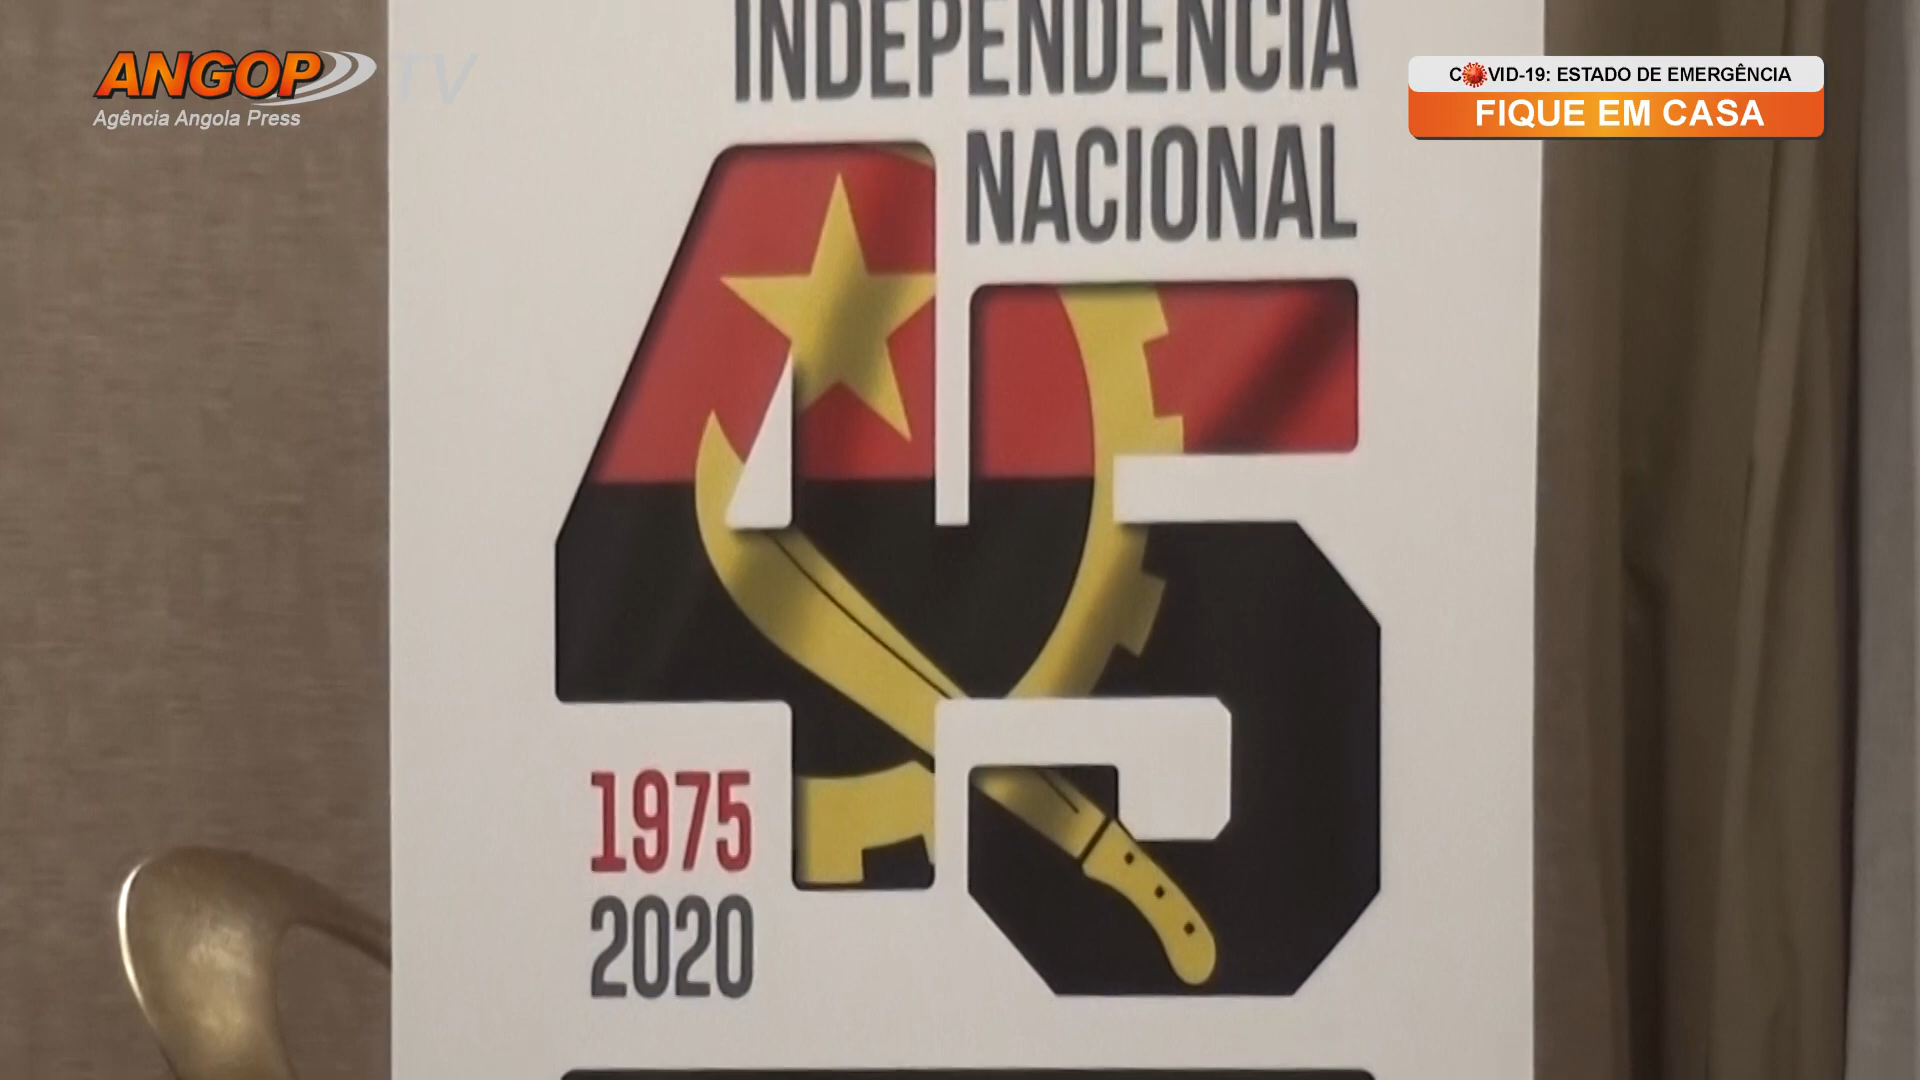 ANGOP TV
Agência Angola Press
COVID-19: ESTADO DE EMERGÊNCIA
FIQUE EM CASA
INDEPENDÊNCIA
NACIONAL
45
1975
2020